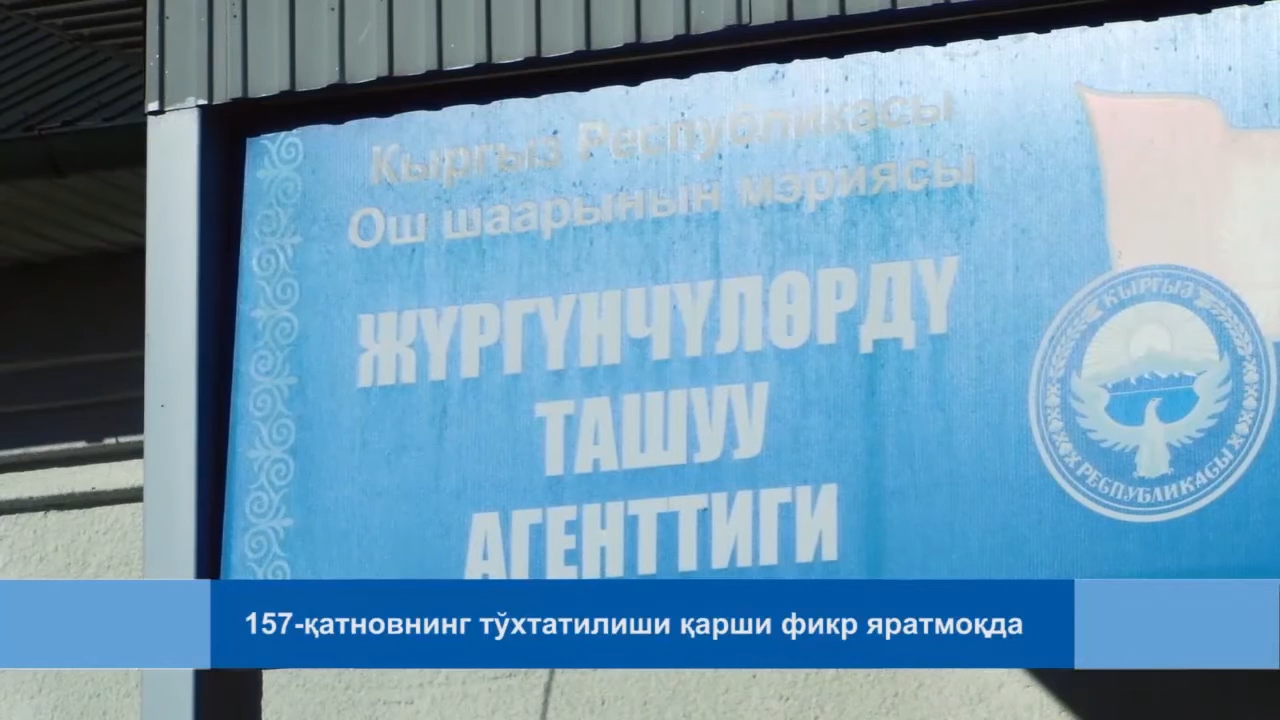 Кыргыз Республикасы
Ош шаарынын мэриясы
ЖҮРГҮНЧҮЛӨРДҮ
ТАШУУ
АГЕНТТИГИ
КЫРГЫЗ
РЕСПУБЛИКАСЫ
157-қатновнинг тўхтатилиши қарши фикр яратмоқда